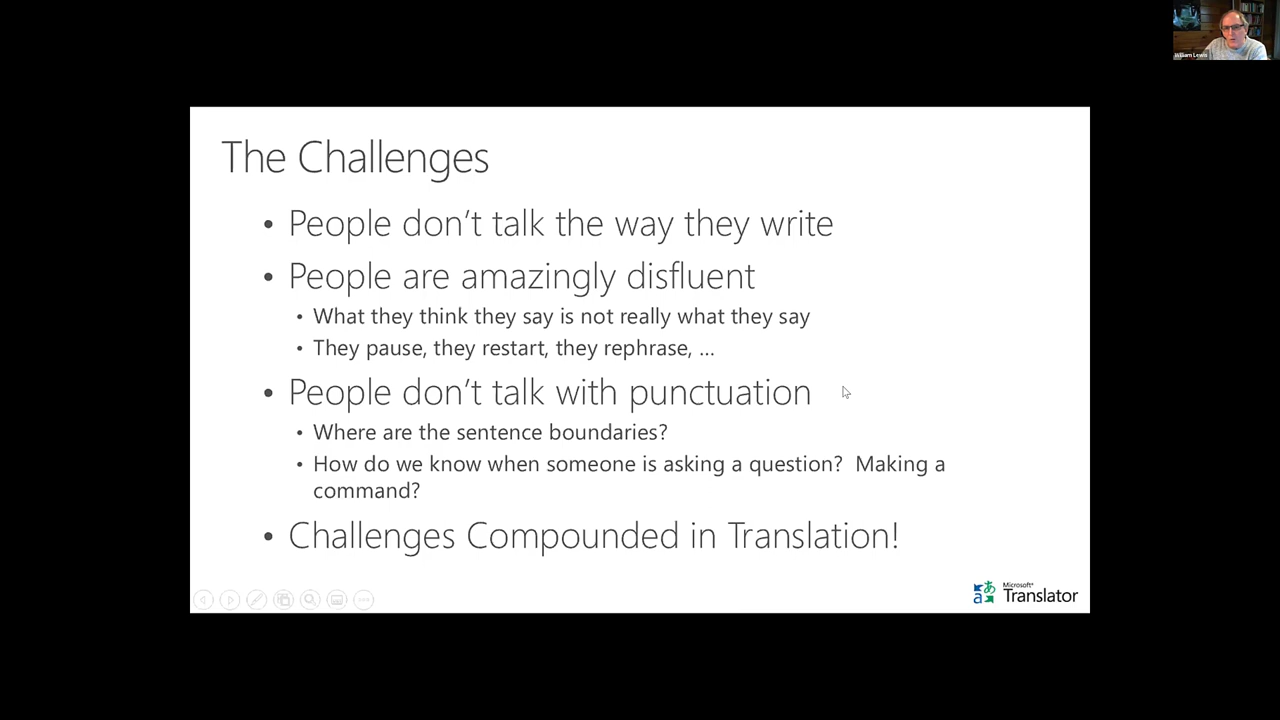 William Lewis
The Challenges
• People don't talk the way they write
• People are amazingly disfluent
• What they think they say is not really what they say
• They pause, they restart, they rephrase, ...
• People don't talk with punctuation
• Where are the sentence boundaries?
• How do we know when someone is asking a question?  Making a
command?
• Challenges Compounded in Translation!
Microsoft®
Translator